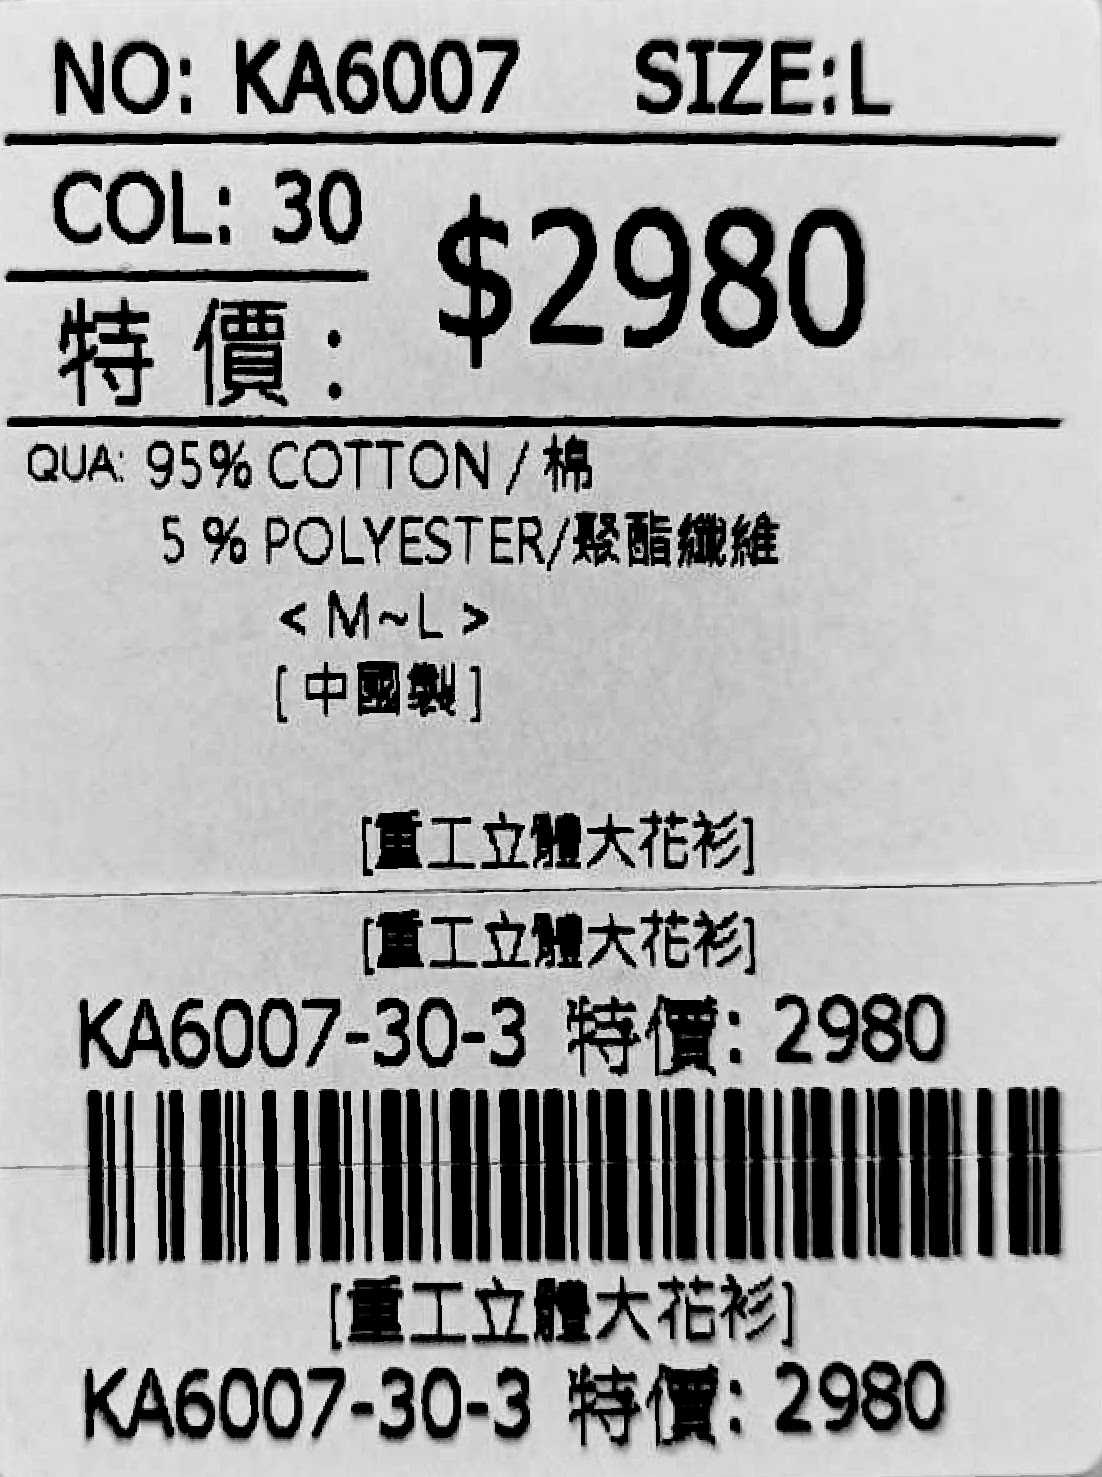 NO: KA6007 SIZE:L
COL: 30
$2980
特價:
QUA: 95% COTTON / 棉
5 % POLYESTER/聚酯纖維
< M~L >
[中國製]
[重工立體大花衫]
[重工立體大花衫]
KA6007-30-3 特價: 2980
[重工立體大花衫]
KA6007-30-3 特價: 2980